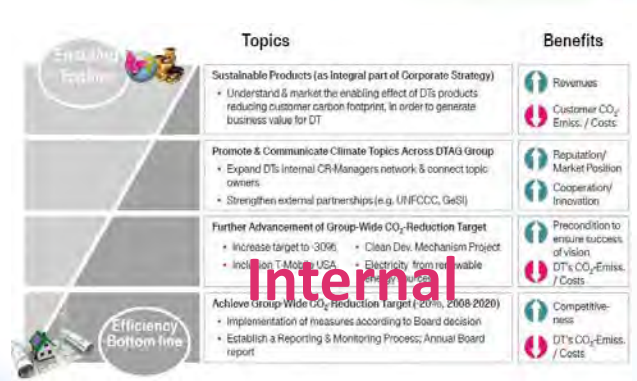 Topics
Benefits
Sustainable Products (as Integral part of Corporate Strategy)
• Understand & market the enabling effect of DTs products
reducing customer carbon footprint, in order to generate
business value for DT
Revenues
Customer CO₂-
Emiss. / Costs
Promote & Communicate Climate Topics Across DTAG Group
• Expand DTs internal CR-Managers network & connect topic
owners
• Strengthen external partnerships (e.g. UNFCCC, GeSI)
Reputation/
Market Position
Cooperation/
Innovation
Further Advancement of Group-Wide CO₂-Reduction Target
• Increase target to -30%
• Inclusion T-Mobile USA
• Clean Dev. Mechanism Project
• Electricity from renewable
energy sources
Precondition to
ensure success
of vision
DT's CO₂-Emiss.
/ Costs
Internal
Achieve Group-Wide CO₂-Reduction Target (-20%, 2008-2020)
• Implementation of measures according to Board decision
• Establish a Reporting & Monitoring Process; Annual Board
report
Competitive-
ness
DT's CO₂-Emiss.
/ Costs
Efficiency
Bottom line